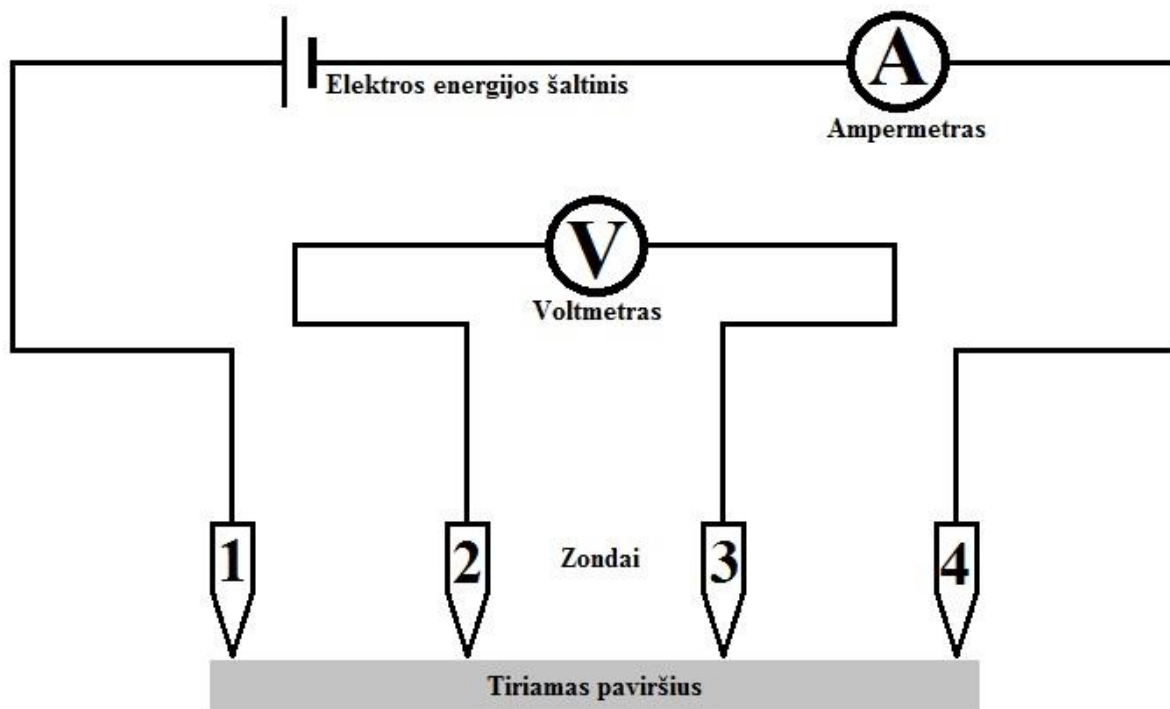 A
Elektros energijos šaltinis
Ampermetras
V
Voltmetras
1
2
Zondai
3
4
Tiriamas paviršius